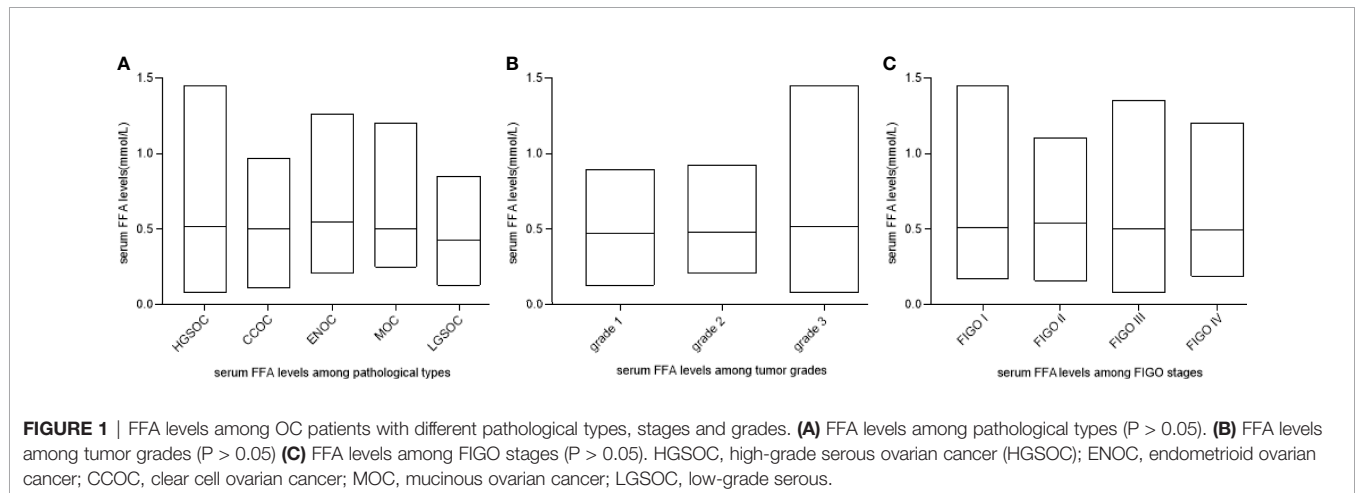 A
serum FFA levels(mmol/L)
1.5
1.0
0.5
0.0
HGSOC
CCOC
ENOC
MOC
LGSOC
serum FFA levels among pathological types
B
serum FFA levels(mmol/L)
1.5
1.0
0.5
0.0
grade 1
grade 2
grade 3
serum FFA levels among tumor grades
C
serum FFA levels(mmol/L)
1.5
1.0
0.5
0.0
FIGO I
FIGO II
FIGO III
FIGO IV
serum FFA levels among FIGO stages
FIGURE 1 | FFA levels among OC patients with different pathological types, stages and grades. (A) FFA levels among pathological types (P > 0.05). (B) FFA levels
among tumor grades (P > 0.05) (C) FFA levels among FIGO stages (P > 0.05). HGSOC, high-grade serous ovarian cancer (HGSOC); ENOC, endometrioid ovarian
cancer; CCOC, clear cell ovarian cancer; MOC, mucinous ovarian cancer; LGSOC, low-grade serous.